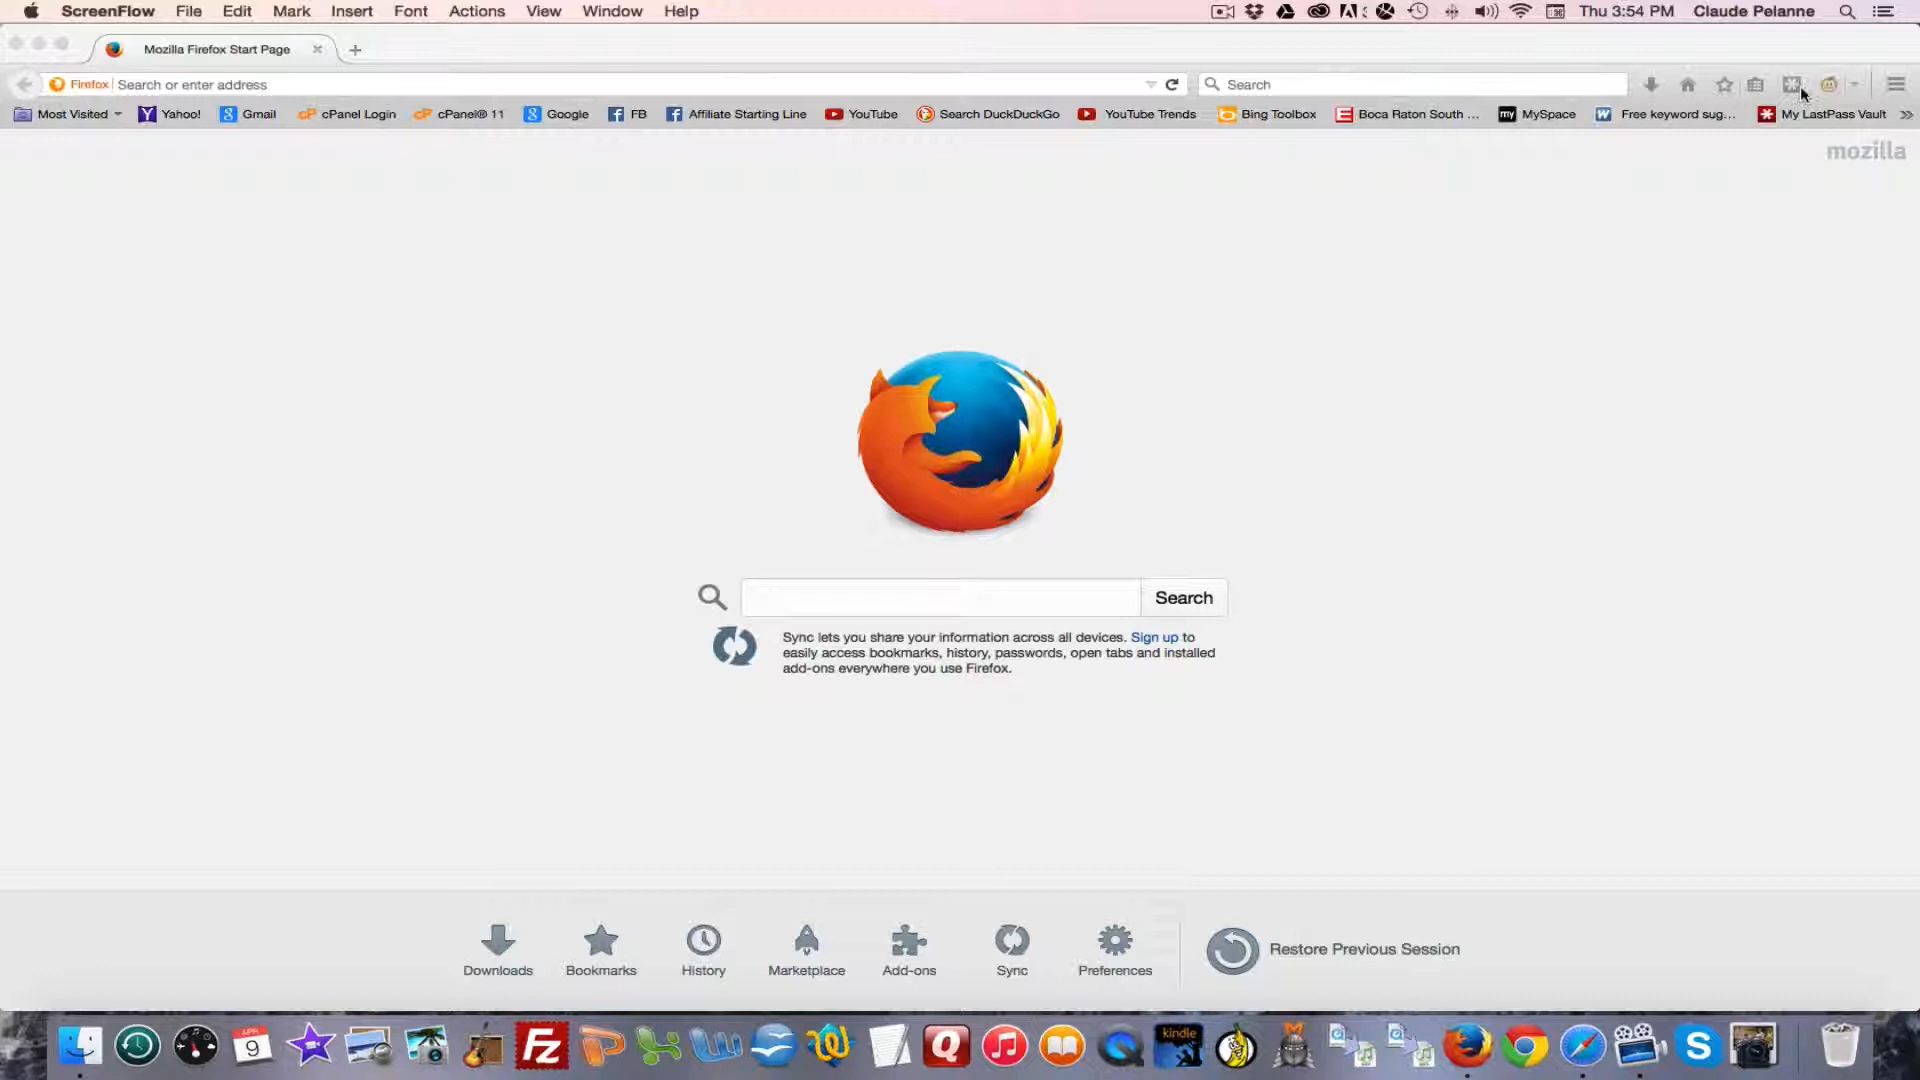 ScreenFlow File Edit Mark Insert Font Actions View Window Help Thu 3:54 PM Claude Pelanne
Mozilla Firefox Start Page
Firefox Search or enter address Search
Most Visited Yahoo! Gmail cPanel Login cPanel® 11 Google FB Affiliate Starting Line YouTube Search DuckDuckGo YouTube Trends Bing Toolbox Boca Raton South ... MySpace Free keyword sug... My LastPass Vault
mozilla
Search
Sync lets you share your information across all devices. Sign up to
easily access bookmarks, history, passwords, open tabs and installed
add-ons everywhere you use Firefox.
Downloads Bookmarks History Marketplace Add-ons Sync Preferences Restore Previous Session
APR
9
Fz
kindle